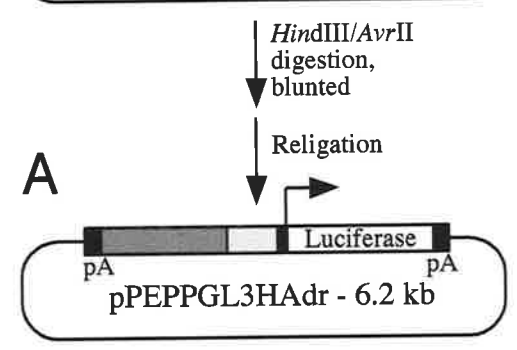 HindIII/AvrII
digestion,
blunted
Religation
A
Luciferase
pA
pA
pPEPPGL3HAdr - 6.2 kb